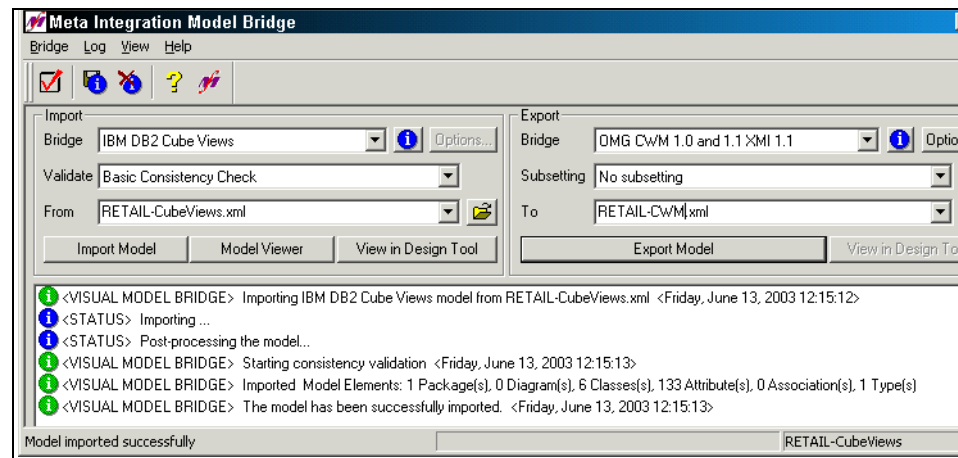 Meta Integration Model Bridge
Bridge Log View Help
Import
Bridge IBM DB2 Cube Views Options...
Validate Basic Consistency Check
From RETAIL-CubeViews.xml
Import Model Model Viewer View in Design Tool
Export
Bridge OMG CWM 1.0 and 1.1 XMI 1.1 Optio
Subsetting No subsetting
To RETAIL-CWM.xml
Export Model View in Design To
<VISUAL MODEL BRIDGE> Importing IBM DB2 Cube Views model from RETAIL-CubeViews.xml <Friday, June 13, 2003 12:15:12>
<STATUS> Importing ...
<STATUS> Post-processing the model...
<VISUAL MODEL BRIDGE> Starting consistency validation <Friday, June 13, 2003 12:15:13>
<VISUAL MODEL BRIDGE> Imported Model Elements: 1 Package(s), 0 Diagram(s), 6 Classes(s), 133 Attribute(s), 0 Association(s), 1 Type(s)
<VISUAL MODEL BRIDGE> The model has been successfully imported. <Friday, June 13, 2003 12:15:13>
Model imported successfully RETAIL-CubeViews